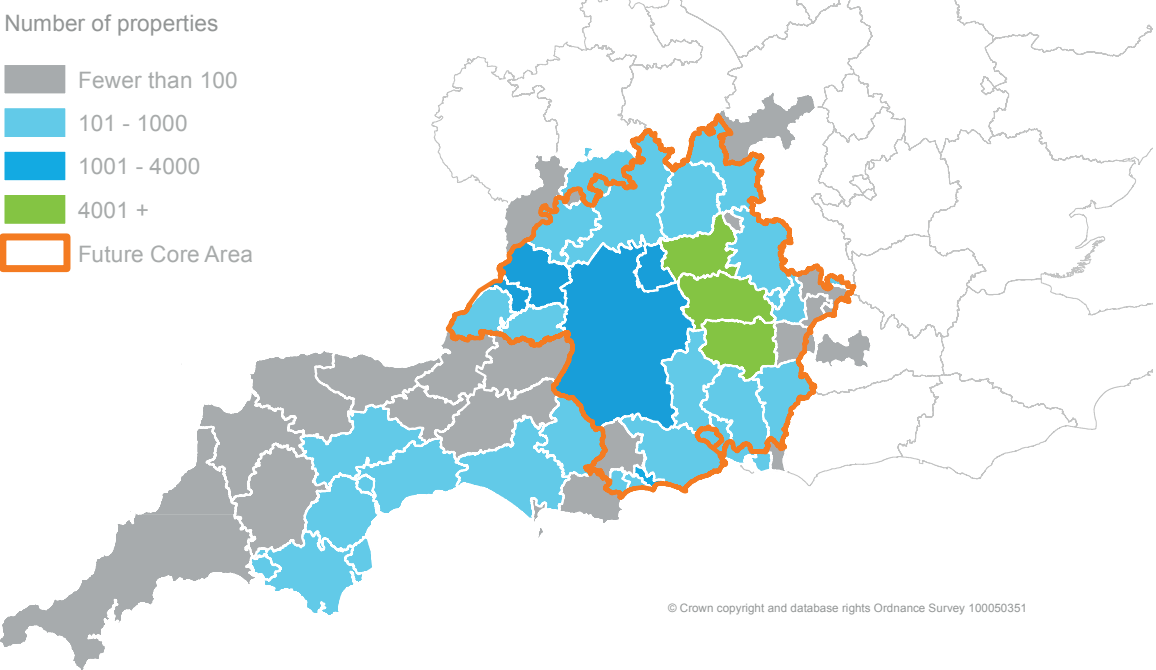 Number of properties
Fewer than 100
101 - 1000
1001 - 4000
4001 +
Future Core Area
© Crown copyright and database rights Ordnance Survey 100050351